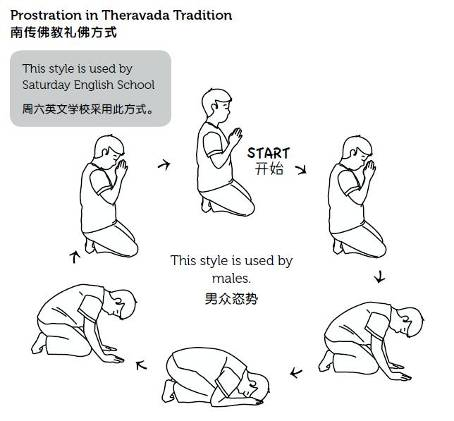 Prostration in Theravada Tradition
南传佛教礼佛方式
This style is used by
Saturday English School
周六英文学校采用此方式。
START
开始
This style is used by
males.
男众恣势